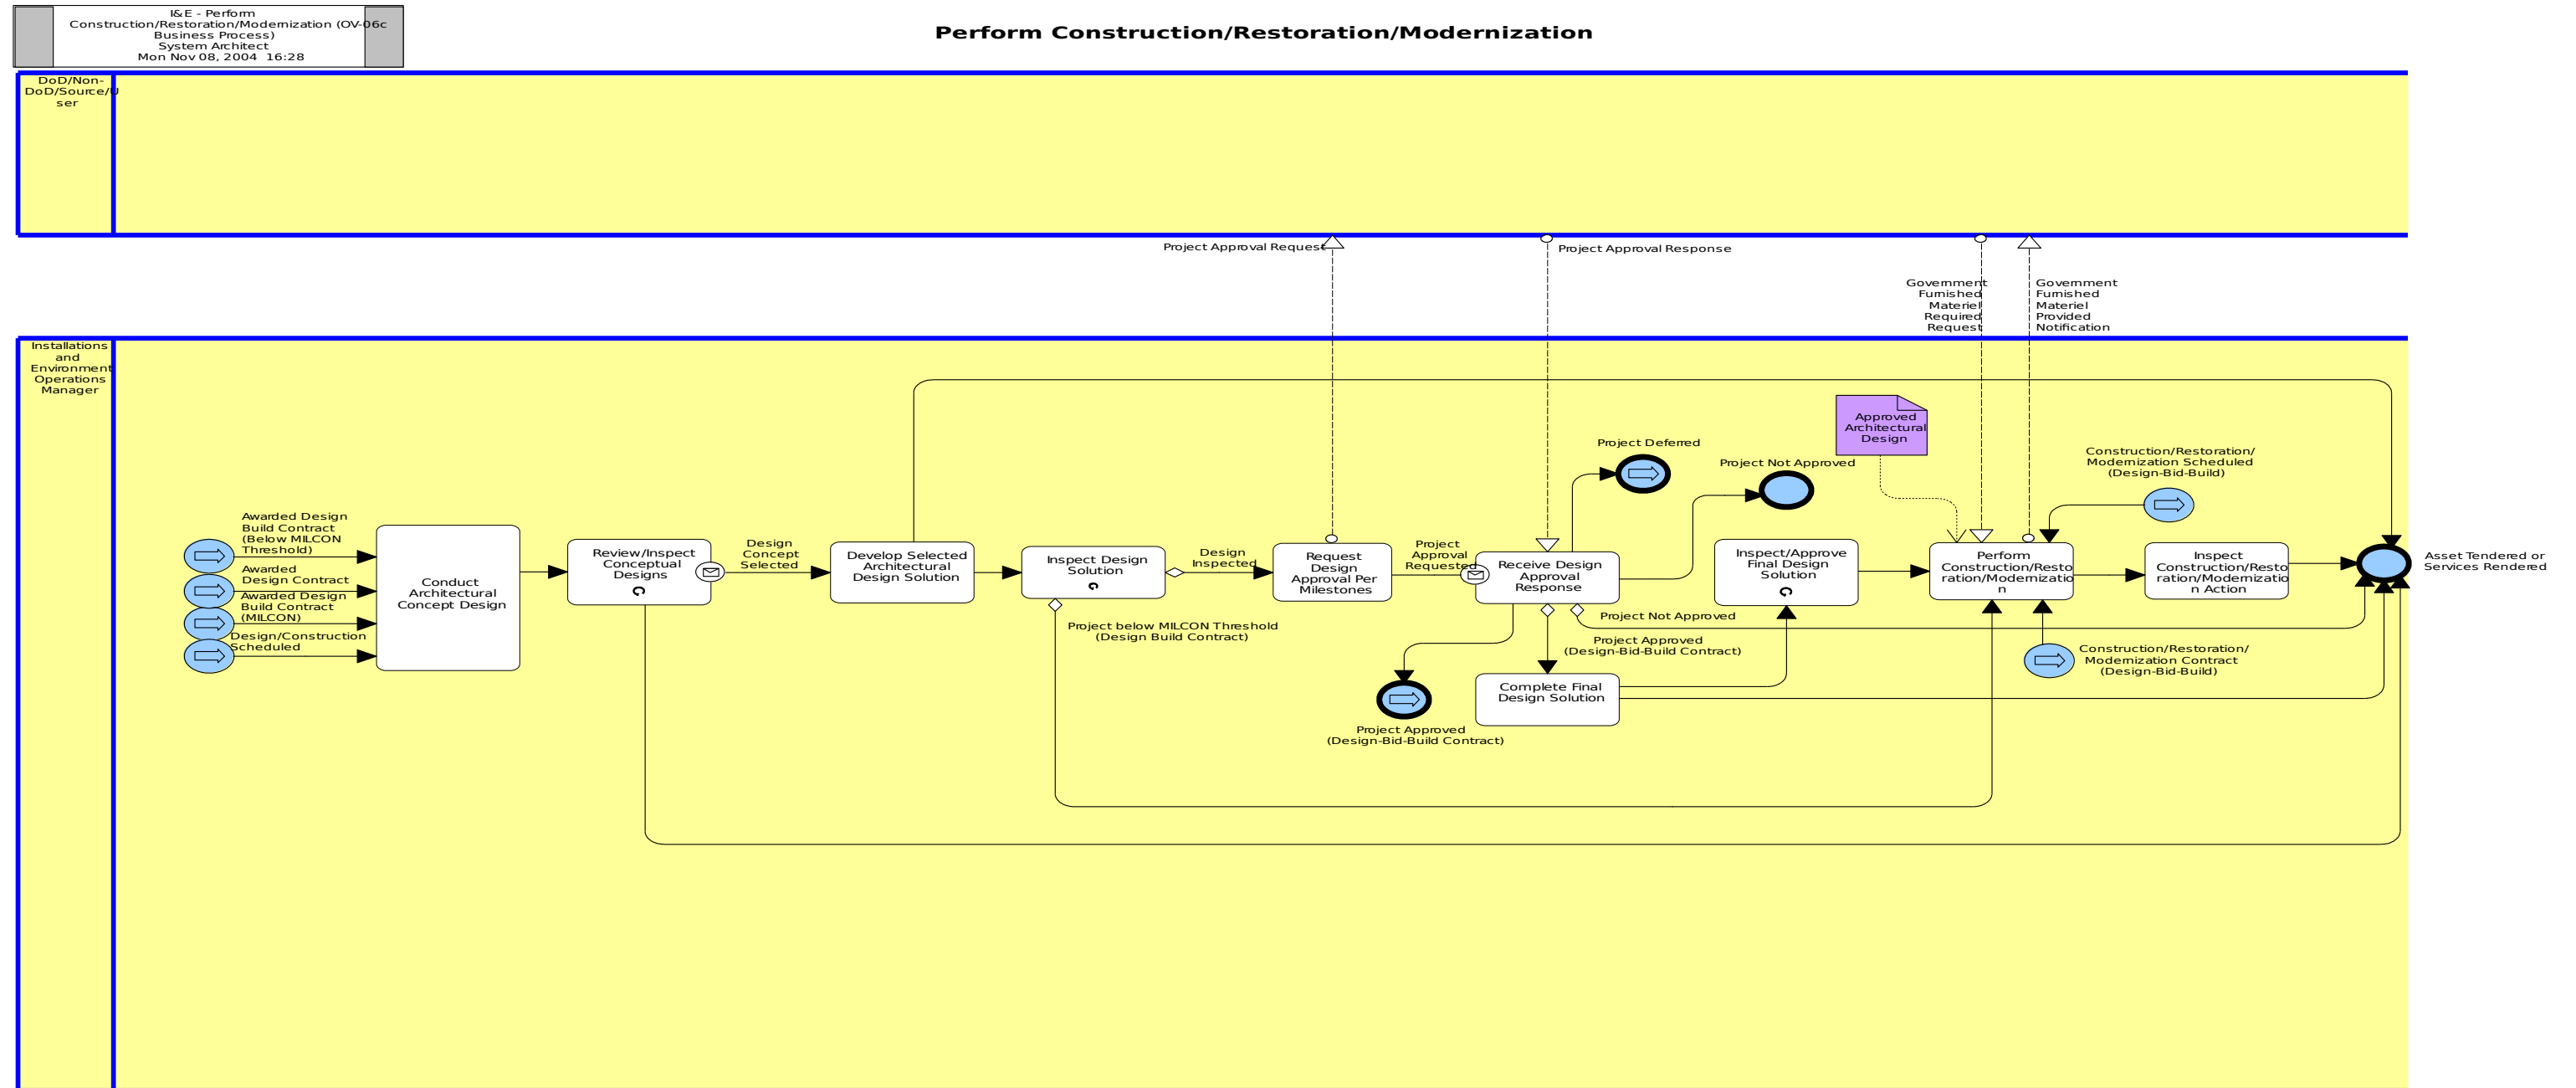 I&E - Perform
Construction/Restoration/Modernization (OV-06c
Business Process)
System Architect
Mon Nov 08, 2004  16:28
Perform Construction/Restoration/Modernization
DoD/Non-
DoD/Source/U
ser
Project Approval Request
Project Approval Response
Government
Furnished
Materiel
Required
Request
Government
Furnished
Materiel
Provided
Notification
Installations
and
Environment
Operations
Manager
Awarded Design
Build Contract
(Below MILCON
Threshold)
Awarded
Design Contract
Awarded Design
Build Contract
(MILCON)
Design/Construction
Scheduled
Conduct
Architectural
Concept Design
Review/Inspect
Conceptual
Designs
Design
Concept
Selected
Develop Selected
Architectural
Design Solution
Inspect Design
Solution
Design
Inspected
Project below MILCON Threshold
(Design Build Contract)
Request
Design
Approval Per
Milestones
Project
Approval
Requested
Receive Design
Approval
Response
Project Deferred
Project Not Approved
Project Not Approved
Project Approved
(Design-Bid-Build Contract)
Project Approved
(Design-Bid-Build Contract)
Complete Final
Design Solution
Inspect/Approve
Final Design
Solution
Approved
Architectural
Design
Perform
Construction/Resto
ration/Modernizatio
n
Construction/Restoration/
Modernization Scheduled
(Design-Bid-Build)
Construction/Restoration/
Modernization Contract
(Design-Bid-Build)
Inspect
Construction/Resto
ration/Modernizatio
n Action
Asset Tendered or
Services Rendered